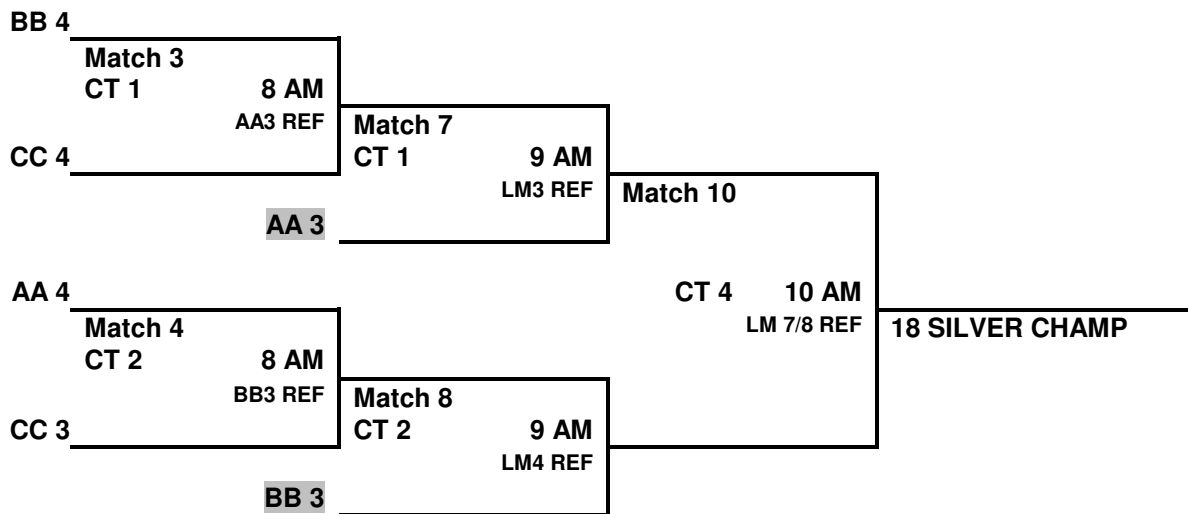 BB 4
Match 3
CT 1 8 AM
AA3 REF
Match 7
CC 4
CT 1 9 AM
LM3 REF
Match 10
AA 3
AA 4
CT 4 10 AM
LM 7/8 REF
18 SILVER CHAMP
Match 4
CT 2 8 AM
BB3 REF
Match 8
CC 3
CT 2 9 AM
LM4 REF
BB 3